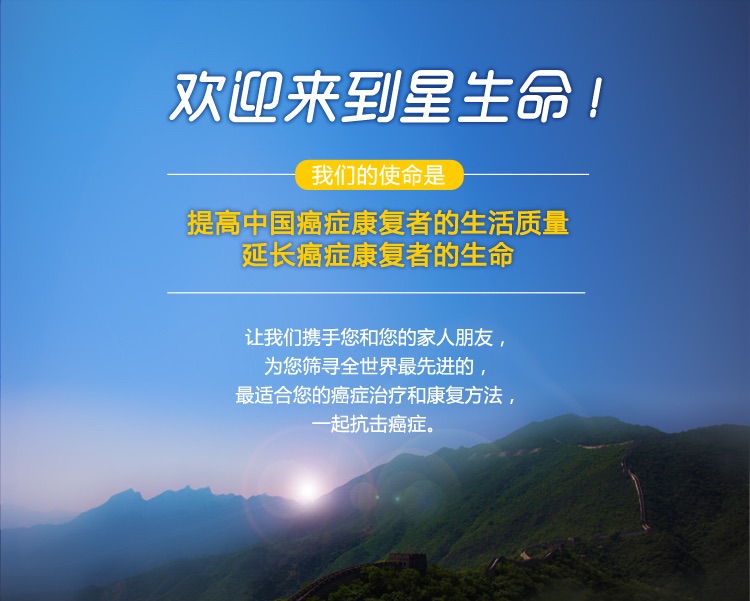 欢迎来到星生命！
我们的使命是
提高中国癌症康复者的生活质量
延长癌症康复者的生命
让我们携手您和您的家人朋友，
为您筛寻全世界最先进的，
最适合您的癌症治疗和康复方法，
一起抗击癌症。